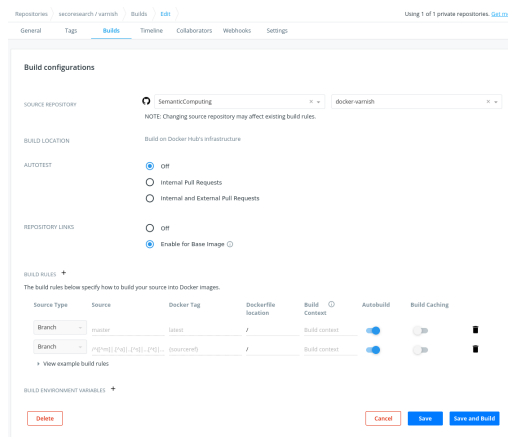 Repositories seconesearch / varnish Builds Edit Using 1 of 1 private repositories. Get
General Tags Builds Timeline Collaborators Webhooks Settings
Build configurations
SOURCE REPOSITORY SemanticComputing × docker-varnish ×
NOTE: Changing source repository may affect existing build rules.
BUILD LOCATION Build on Docker Hub's infrastructure
AUTOTEST Off
Internal Pull Requests
Internal and External Pull Requests
REPOSITORY LINKS Off
Enable for Base Image
BUILD RULES +
The build rules below specify how to build your source into Docker images.
Source Type Source Docker Tag Dockerfile location Build Context Autobuild Build Caching
Branch master latest / Build context
Branch {sourceref} / Build context
View example build rules
BUILD ENVIRONMENT VARIABLES +
Delete Cancel Save Save and Build